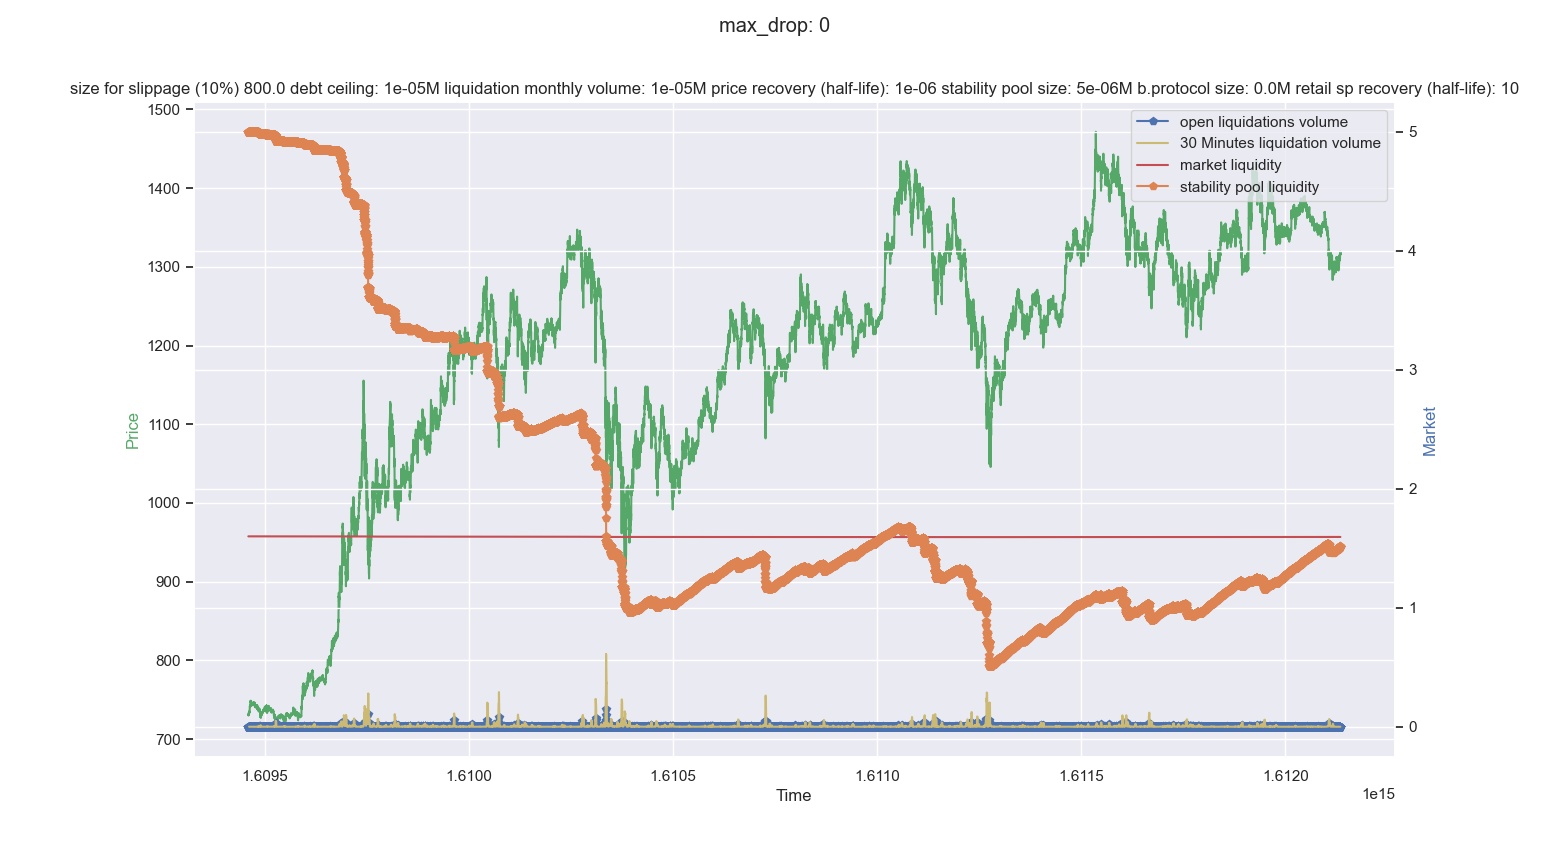 max_drop: 0
size for slippage (10%) 800.0 debt ceiling: 1e-05M liquidation monthly volume: 1e-05M price recovery (half-life): 1e-06 stability pool size: 5e-06M b.protocol size: 0.0M retail sp recovery (half-life): 10
open liquidations volume
30 Minutes liquidation volume
market liquidity
stability pool liquidity
1500
1400
1300
1200
1100
1000
900
800
700
Price
5
4
3
2
1
0
Market
1.6095 1.6100 1.6105 1.6110 1.6115 1.6120
1e15
Time